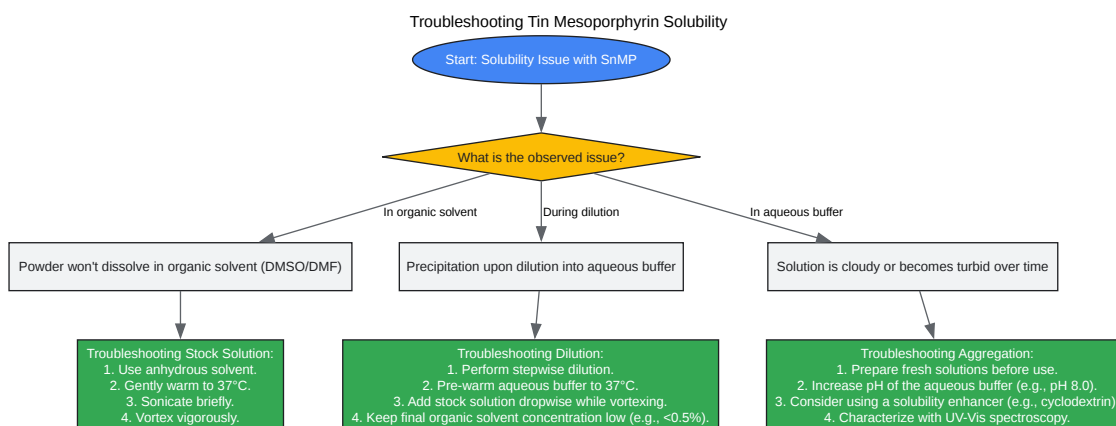 Troubleshooting Tin Mesoporphyrin Solubility
Start: Solubility Issue with SnMP
What is the observed issue?
In organic solvent
During dilution
In aqueous buffer
Powder won't dissolve in organic solvent (DMSO/DMF)
Precipitation upon dilution into aqueous buffer
Solution is cloudy or becomes turbid over time
Troubleshooting Stock Solution:
1. Use anhydrous solvent.
2. Gently warm to 37°C.
3. Sonicate briefly.
4. Vortex vigorously.
Troubleshooting Dilution:
1. Perform stepwise dilution.
2. Pre-warm aqueous buffer to 37°C.
3. Add stock solution dropwise while vortexing.
4. Keep final organic solvent concentration low (e.g., <0.5%).
Troubleshooting Aggregation:
1. Prepare fresh solutions before use.
2. Increase pH of the aqueous buffer (e.g., pH 8.0).
3. Consider using a solubility enhancer (e.g., cyclodextrin)
4. Characterize with UV-Vis spectroscopy.